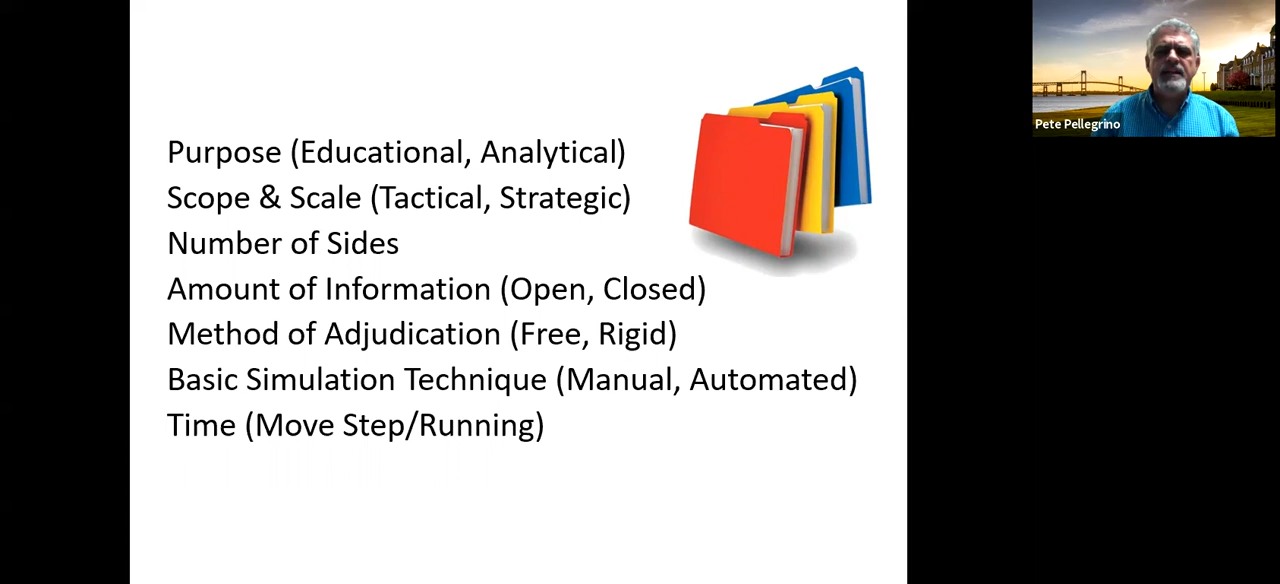 Purpose (Educational, Analytical)
Scope & Scale (Tactical, Strategic)
Number of Sides
Amount of Information (Open, Closed)
Method of Adjudication (Free, Rigid)
Basic Simulation Technique (Manual, Automated)
Time (Move Step/Running)
Pete Pellegrino